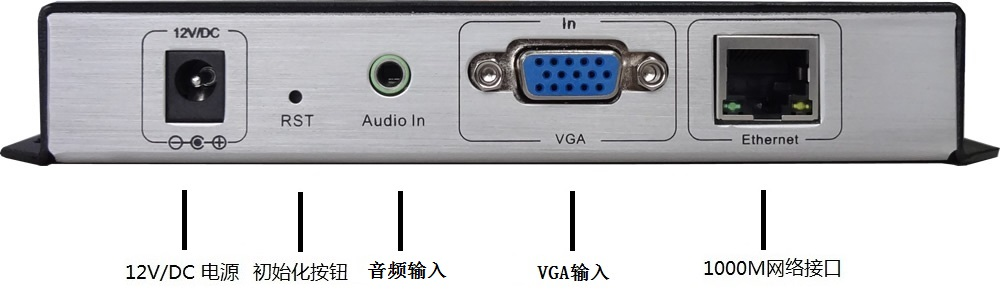 12V/DC
In
RST
Audio In
VGA
Ethernet
12V/DC 电源
初始化按钮
音频输入
VGA输入
1000M网络接口